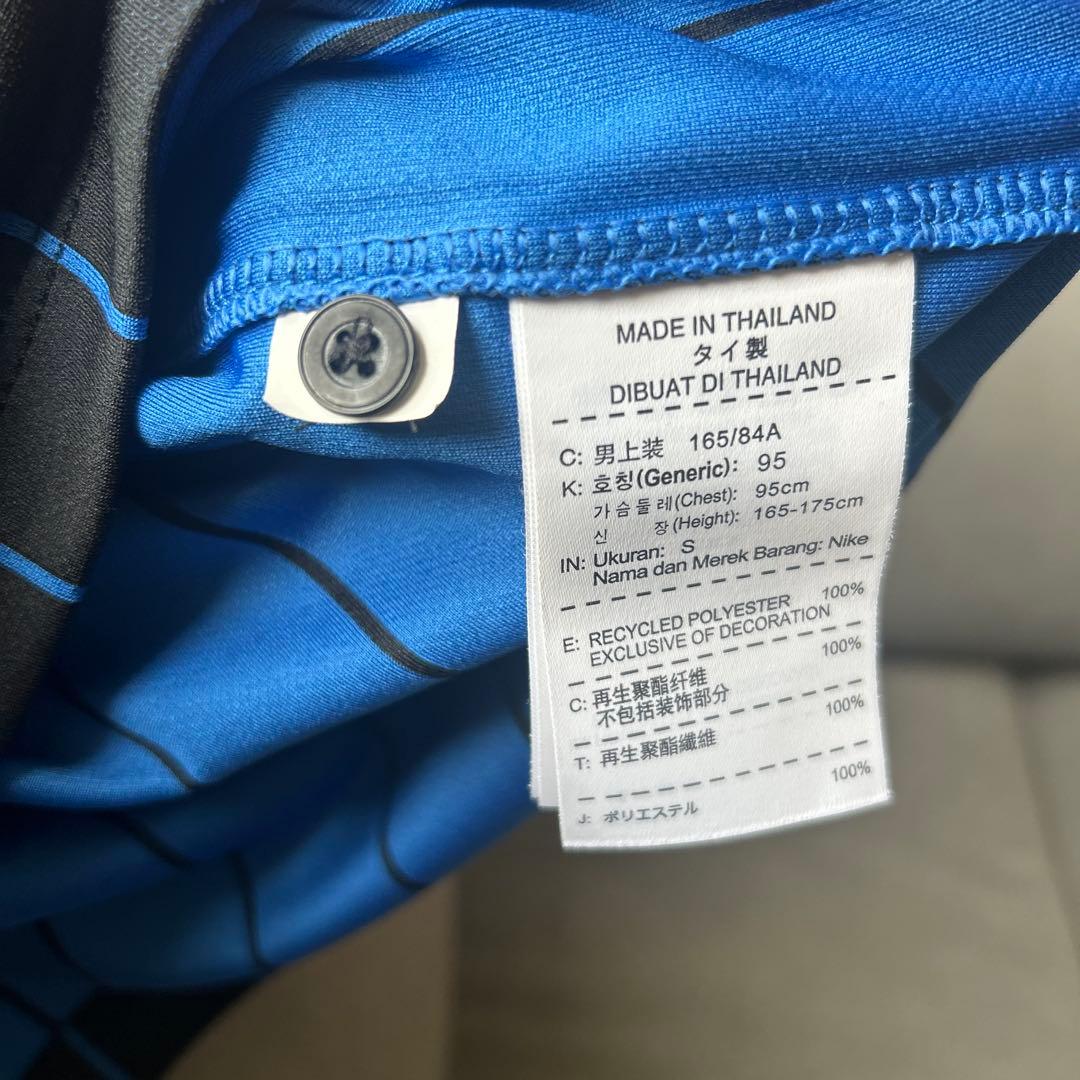 MADE IN THAILAND
タイ製
DIBUAT DI THAILAND
C: 男上装 165/84A
K: 호칭(Generic): 95
가슴둘레(Chest): 95cm
신 장(Height): 165-175cm
IN: Ukuran: S
Nama dan Merek Barang: Nike
E: RECYCLED POLYESTER 100%
EXCLUSIVE OF DECORATION
C: 再生聚酯纤维 100%
不包括装饰部分
T: 再生聚酯纖維 100%
J: ポリエステル 100%